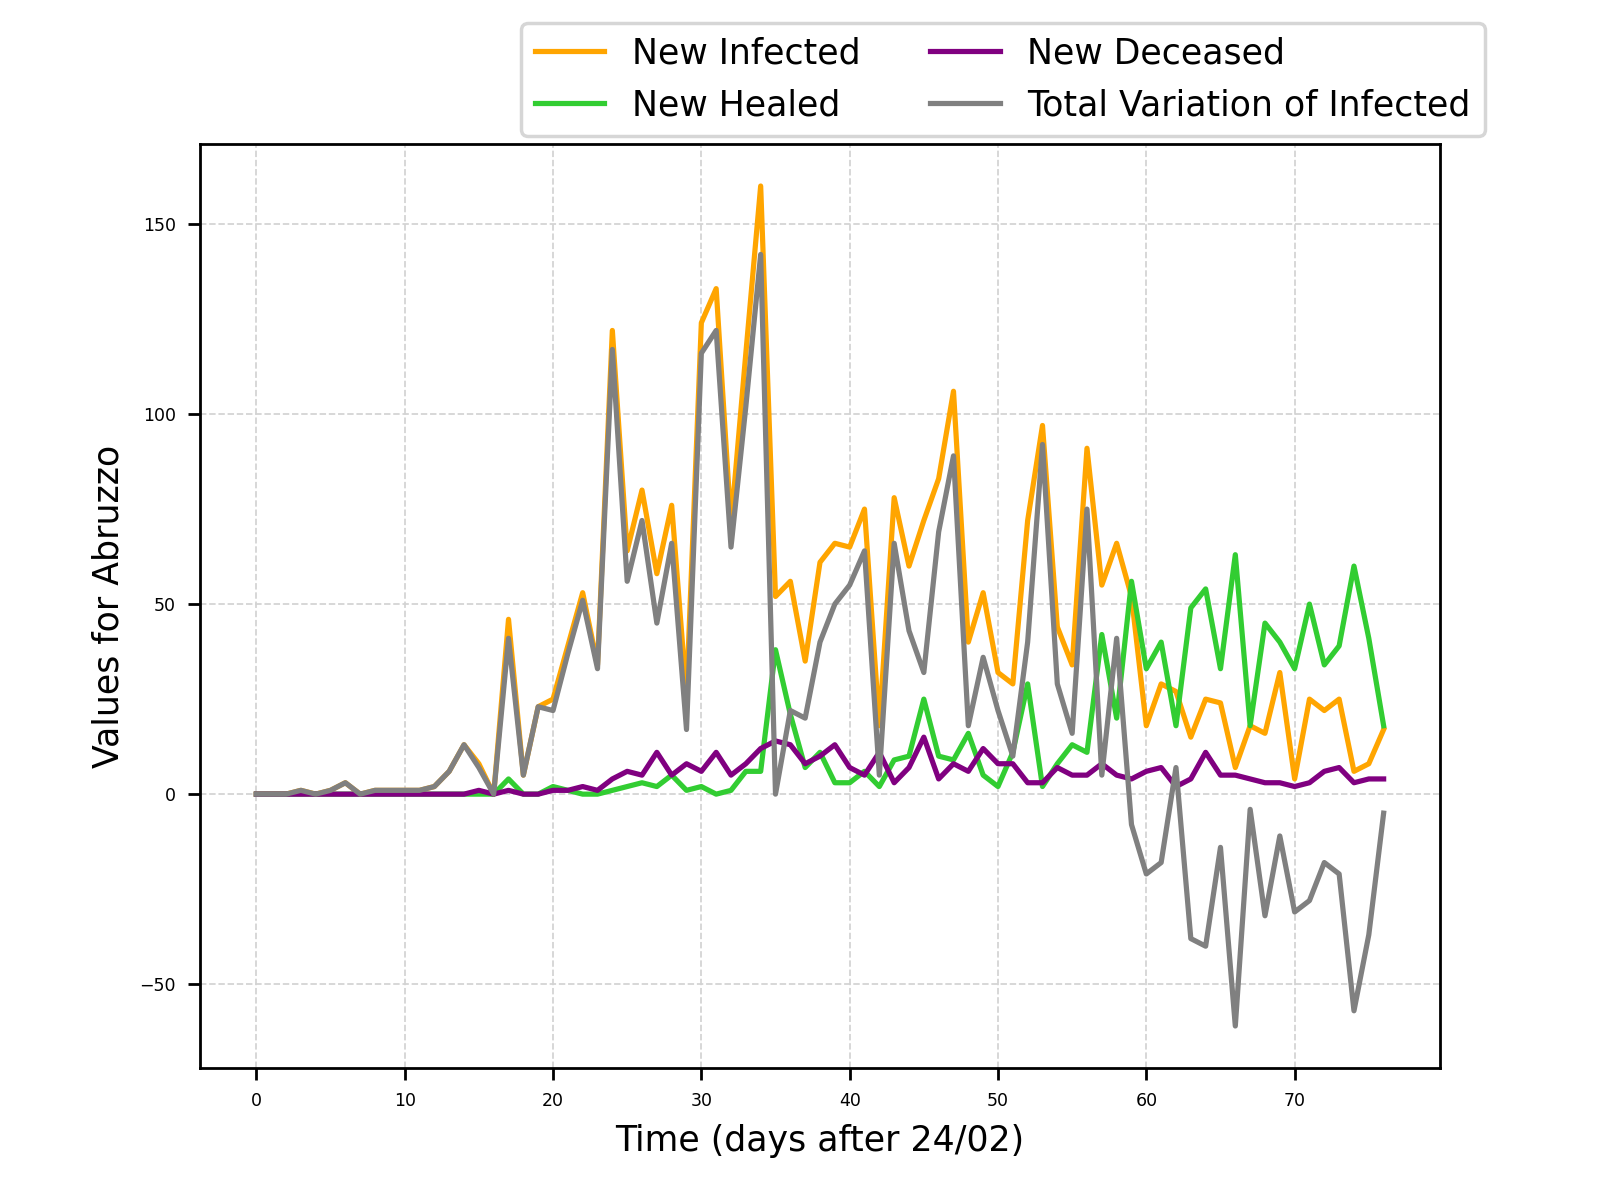 New Infected
New Healed
New Deceased
Total Variation of Infected
150
100
50
0
−50
Values for Abruzzo
0 10 20 30 40 50 60 70
Time (days after 24/02)